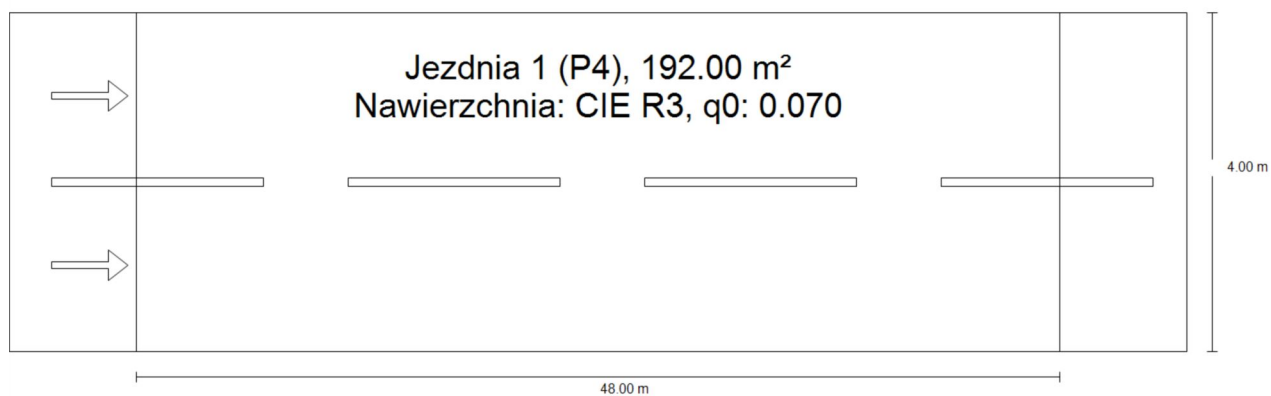 Jezdnia 1 (P4), 192.00 m²
Nawierzchnia: CIE R3, q0: 0.070
4.00 m
48.00 m